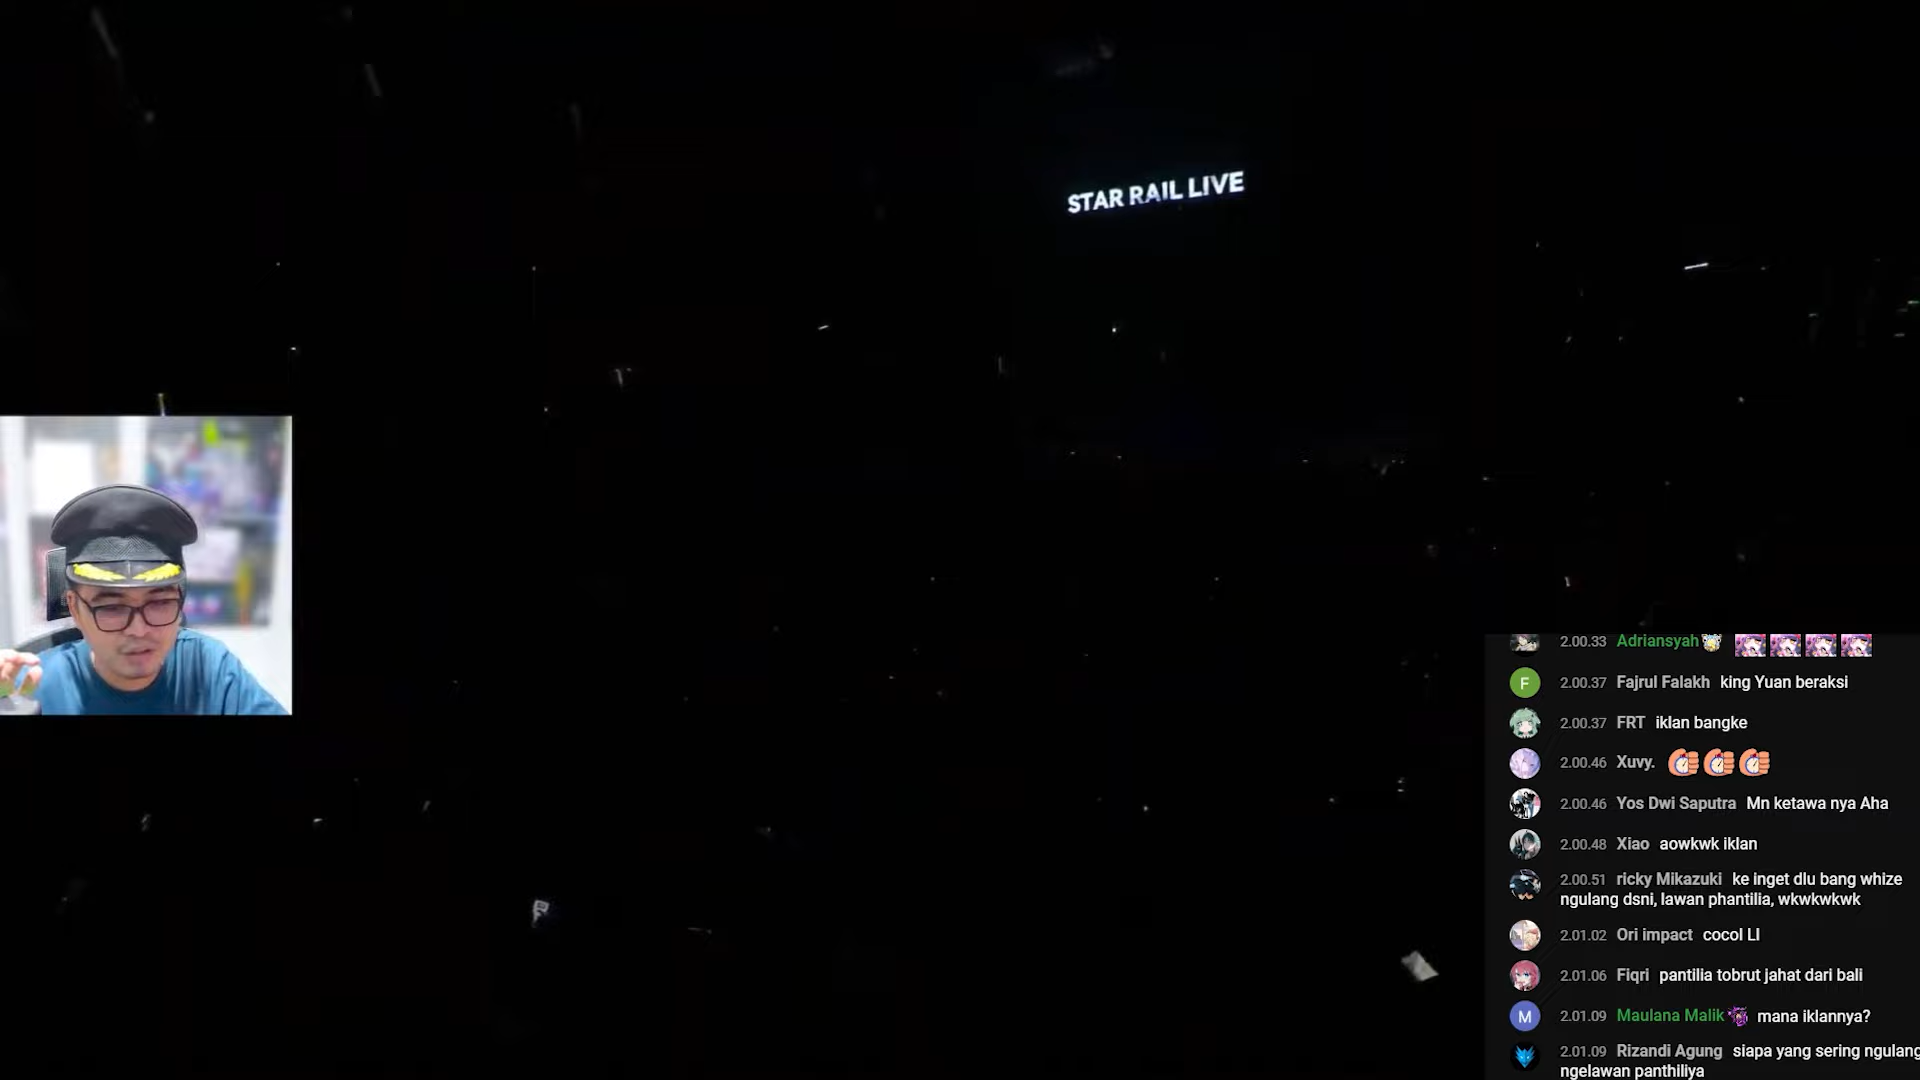 STAR RAIL LIVE
2.00.33 Adriansyah
2.00.37 Fajrul Falakh king Yuan beraksi
2.00.37 FRT iklan bangke
2.00.46 Xuvy.
2.00.46 Yos Dwi Saputra Mn ketawa nya Aha
2.00.48 Xiao aowkwk iklan
2.00.51 ricky Mikazuki ke inget dlu bang whize
ngulang dsni, lawan phantilia, wkwkwkwk
2.01.02 Ori impact cocol LI
2.01.06 Fiqri pantilia tobrut jahat dari bali
M 2.01.09 Maulana Malik mana iklannya?
2.01.09 Rizandi Agung siapa yang sering ngulang
ngelawan panthiliya